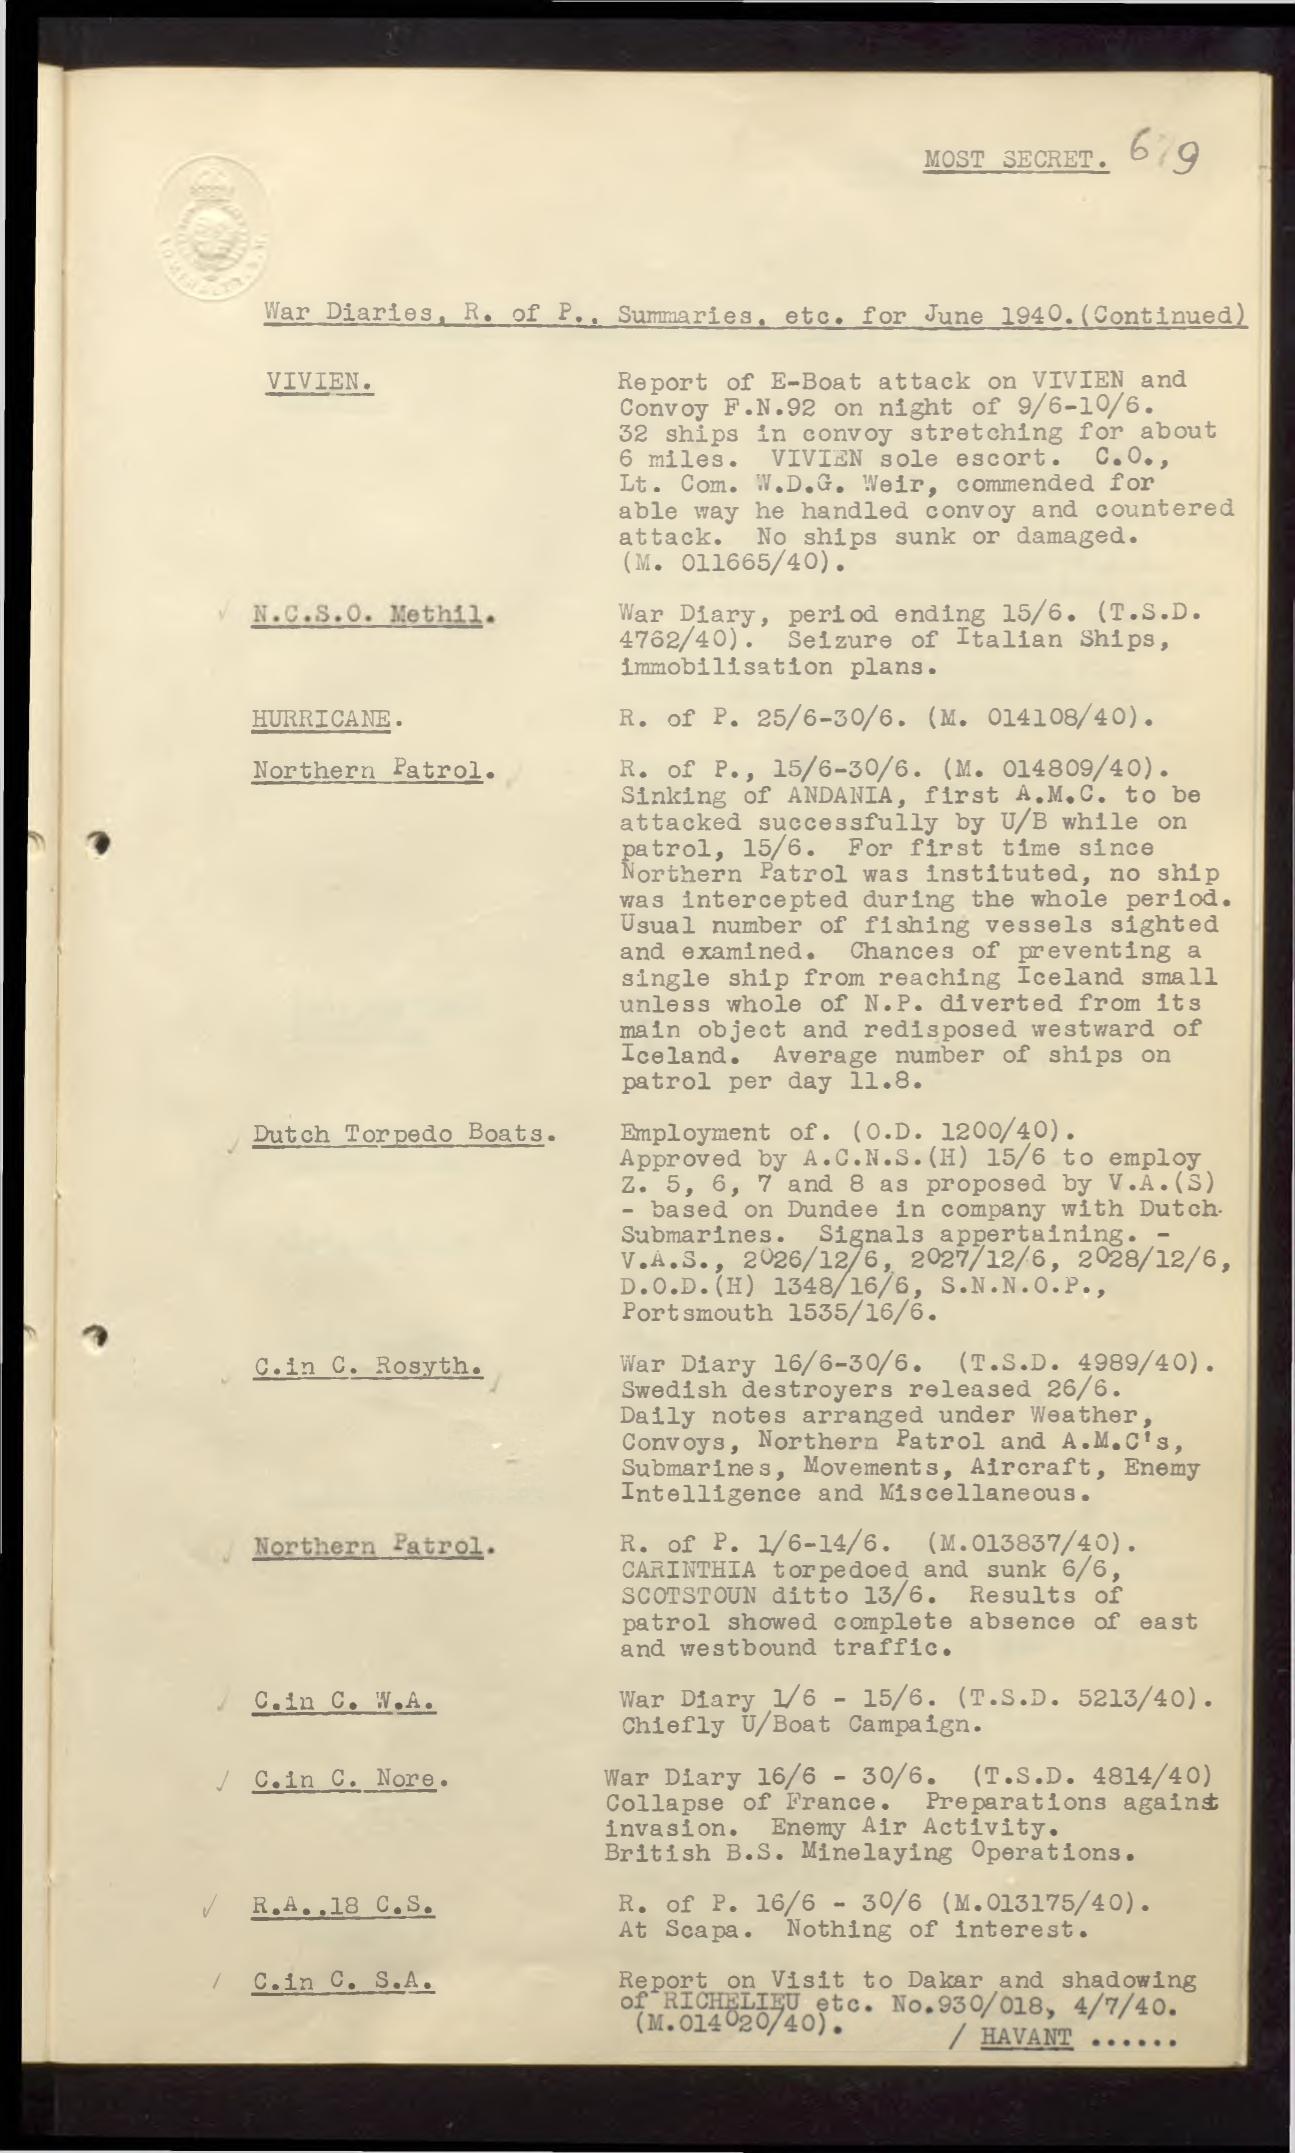 MOST SECRET. 679
War Diaries, R. of P., Summaries, etc. for June 1940.(Continued)
VIVIEN. Report of E-Boat attack on VIVIEN and
Convoy F.N.92 on night of 9/6-10/6.
32 ships in convoy stretching for about
6 miles. VIVIEN sole escort. C.O.,
Lt. Com. W.D.G. Weir, commended for
able way he handled convoy and countered
attack. No ships sunk or damaged.
(M. 011665/40).
N.C.S.O. Methil. War Diary, period ending 15/6. (T.S.D.
4762/40). Seizure of Italian Ships,
immobilisation plans.
HURRICANE. R. of P. 25/6-30/6. (M. 014108/40).
Northern Patrol. R. of P., 15/6-30/6. (M. 014809/40).
Sinking of ANDANIA, first A.M.C. to be
attacked successfully by U/B while on
patrol, 15/6. For first time since
Northern Patrol was instituted, no ship
was intercepted during the whole period.
Usual number of fishing vessels sighted
and examined. Chances of preventing a
single ship from reaching Iceland small
unless whole of N.P. diverted from its
main object and redisposed westward of
Iceland. Average number of ships on
patrol per day 11.8.
Dutch Torpedo Boats. Employment of. (O.D. 1200/40).
Approved by A.C.N.S.(H) 15/6 to employ
Z. 5, 6, 7 and 8 as proposed by V.A.(S)
- based on Dundee in company with Dutch
Submarines. Signals appertaining. -
V.A.S., 2026/12/6, 2027/12/6, 2028/12/6,
D.O.D.(H) 1348/16/6, S.N.N.O.P.,
Portsmouth 1535/16/6.
C.in C. Rosyth. War Diary 16/6-30/6. (T.S.D. 4989/40).
Swedish destroyers released 26/6.
Daily notes arranged under Weather,
Convoys, Northern Patrol and A.M.C's,
Submarines, Movements, Aircraft, Enemy
Intelligence and Miscellaneous.
Northern Patrol. R. of P. 1/6-14/6. (M.013837/40).
CARINTHIA torpedoed and sunk 6/6,
SCOTSTOUN ditto 13/6. Results of
patrol showed complete absence of east
and westbound traffic.
C.in C. W.A. War Diary 1/6 - 15/6. (T.S.D. 5213/40).
Chiefly U/Boat Campaign.
C.in C. Nore. War Diary 16/6 - 30/6. (T.S.D. 4814/40)
Collapse of France. Preparations against
invasion. Enemy Air Activity.
British B.S. Minelaying Operations.
R.A.,18 C.S. R. of P. 16/6 - 30/6 (M.013175/40).
At Scapa. Nothing of interest.
C.in C. S.A. Report on Visit to Dakar and shadowing
of RICHELIEU etc. No.930/018, 4/7/40.
(M.014020/40).
/ HAVANT ......